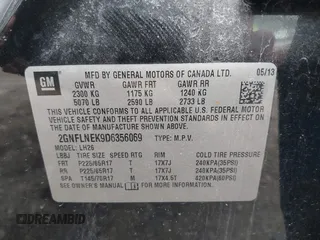 GM
MFD BY GENERAL MOTORS OF CANADA LTD. 05/13
GVWR GAWR FRT GAWR RR
2300 KG 1175 KG 1240 KG
5070 LB 2590 LB 2733 LB
THIS VEHICLE CONFORMS TO ALL APPLICABLE U.S. FEDERAL MOTOR
VEHICLE SAFETY AND THEFT PREVENTION STANDARDS IN EFFECT ON
THE DATE OF MANUFACTURE SHOWN ABOVE.
2GNFLNEK9D6356069 TYPE: M.P.V.
MODEL: LH26
TIRE SIZE SPEED RTG RIM
FRT P225/65R17 T 17X7J 240KPA(35PSI)
RR P225/65R17 T 17X7J 240KPA(35PSI)
SPA T145/70R17 M 17X4.5T 420KPA(60PSI)
SEE OWNER'S MANUAL FOR ADDITIONAL INFORMATION.
© DREAMBID